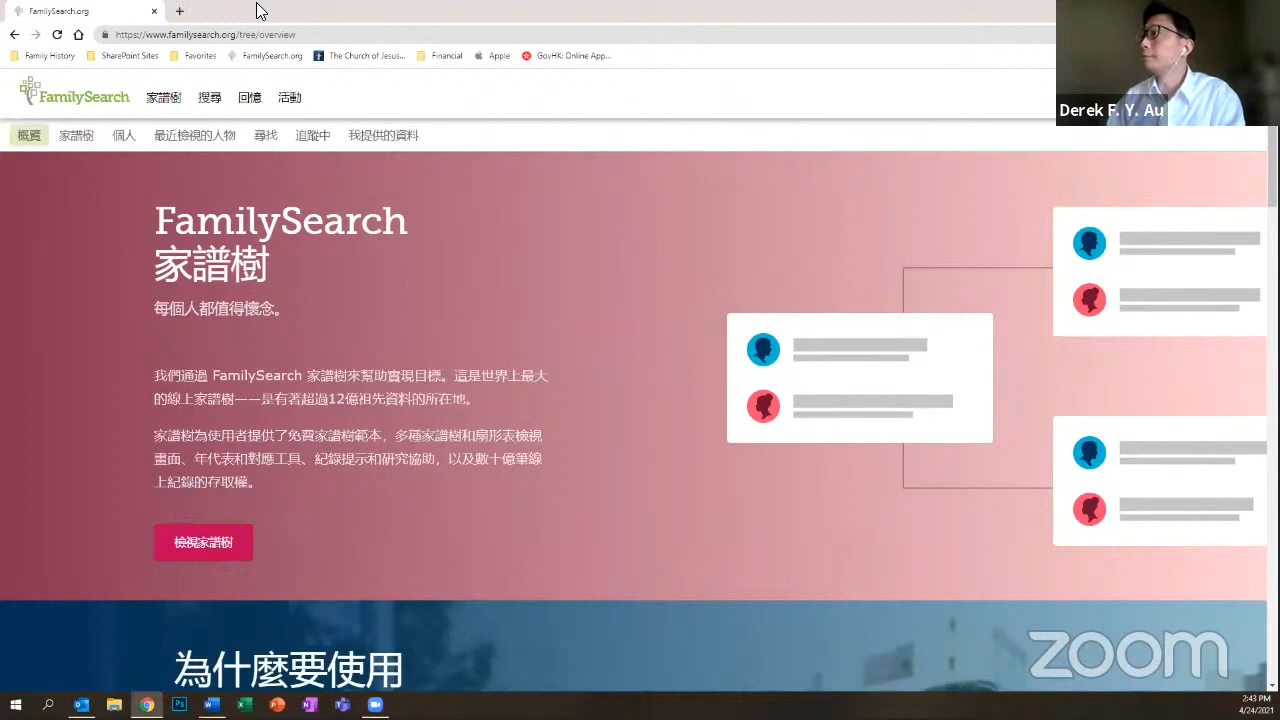 FamilySearch.org
https://www.familysearch.org/tree/overview
Family History
SharePoint Sites
Favorites
FamilySearch.org
The Church of Jesus...
Financial
Apple
GovHK: Online App...
FamilySearch
家譜樹
搜尋
回憶
活動
概覽
家譜樹
個人
最近檢視的人物
尋找
追蹤中
我提供的資料
Derek F. Y. Au
FamilySearch
家譜樹
每個人都值得懷念。
我們通過 FamilySearch 家譜樹來幫助實現目標。這是世界上最大
的線上家譜樹——是有著超過12億祖先資料的所在地。
家譜樹為使用者提供了免費家譜樹範本，多種家譜樹和扇形表檢視
畫面、年代表和對應工具、紀錄提示和研究協助，以及數十億筆線
上紀錄的存取權。
檢視家譜樹
為什麼要使用
zoom
2:43 PM
4/24/2021